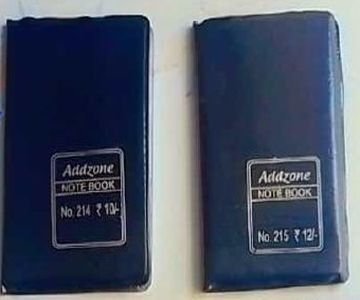 Addzone
NOTE BOOK
No. 214 ₹ 10/-
Addzone
NOTE BOOK
No. 215 ₹ 12/-